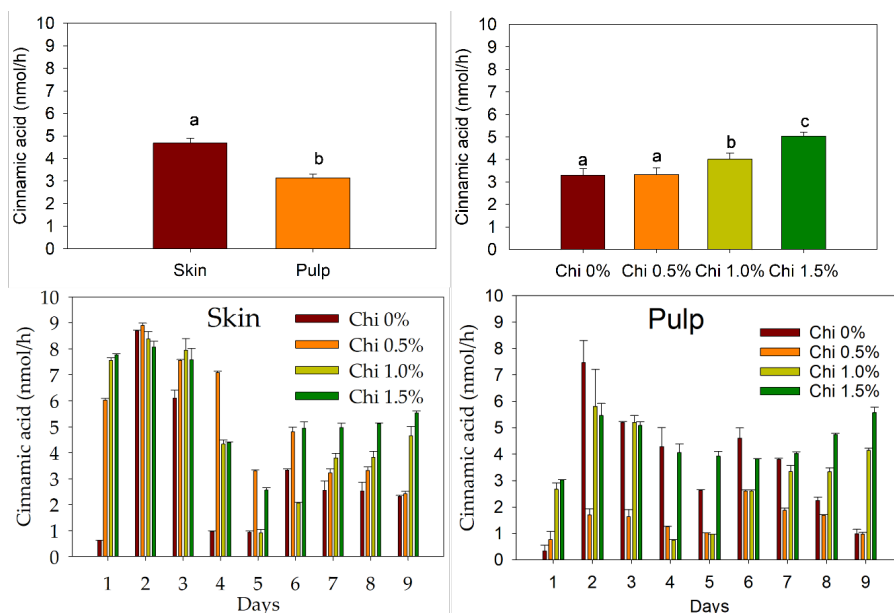 10
9
8
7
6
5
4
3
2
1
0
Cinnamic acid (nmol/h)
a
b
Skin
Pulp
10
9
8
7
6
5
4
3
2
1
0
Cinnamic acid (nmol/h)
a
a
b
c
Chi 0% Chi 0.5% Chi 1.0% Chi 1.5%
10
9
8
7
6
5
4
3
2
1
0
Cinnamic acid (nmol/h)
Skin
Chi 0%
Chi 0.5%
Chi 1.0%
Chi 1.5%
1 2 3 4 5 6 7 8 9
Days
10
9
8
7
6
5
4
3
2
1
0
Cinnamic acid (nmol/h)
Pulp
Chi 0%
Chi 0.5%
Chi 1.0%
Chi 1.5%
1 2 3 4 5 6 7 8 9
Days